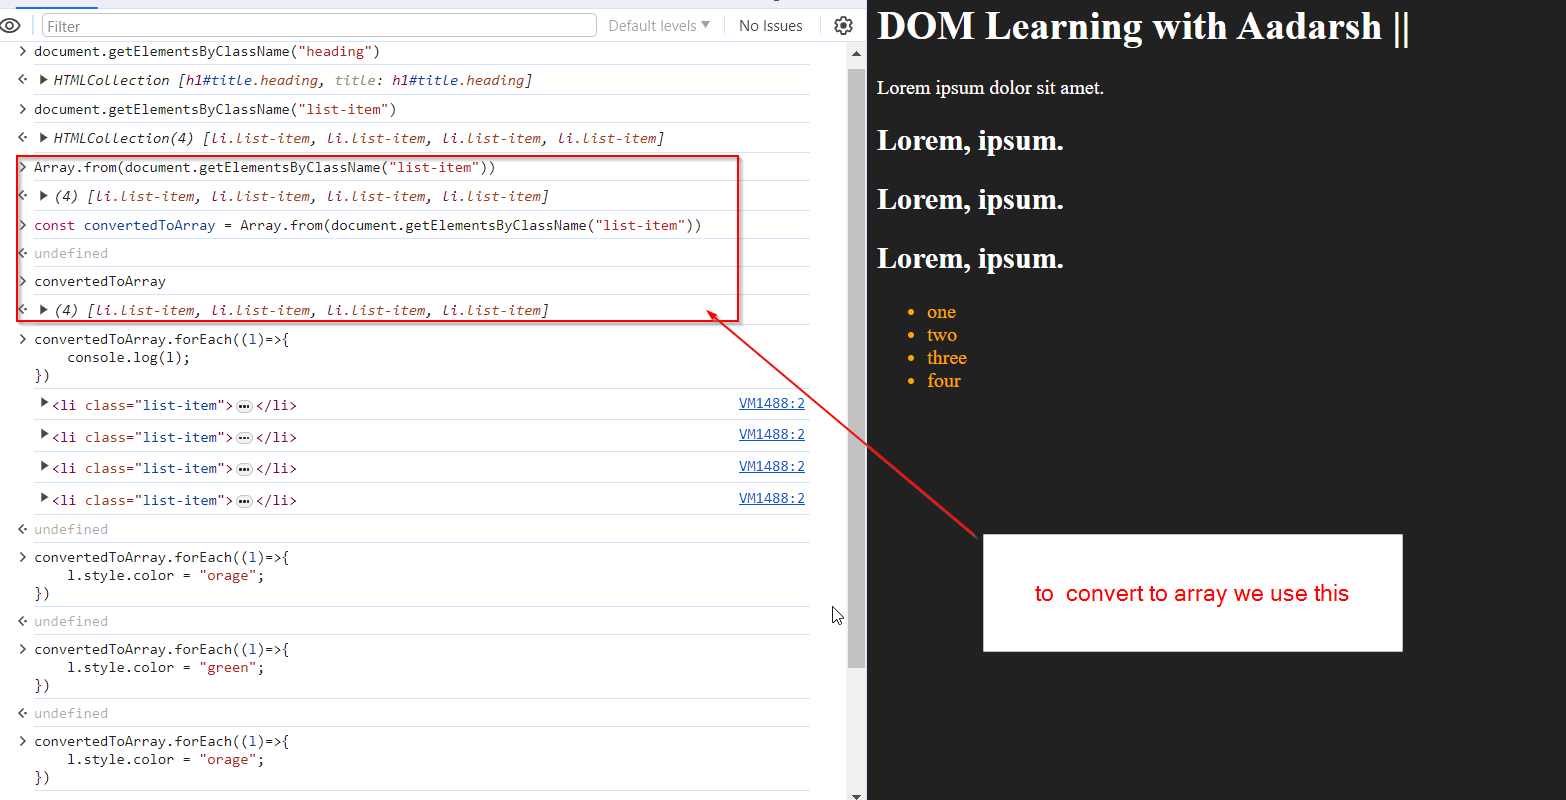 Filter
Default levels ▼
No Issues
document.getElementsByClassName("heading")
HTMLCollection [h1#title.heading, title: h1#title.heading]
document.getElementsByClassName("list-item")
HTMLCollection(4) [li.list-item, li.list-item, li.list-item, li.list-item]
Array.from(document.getElementsByClassName("list-item"))
(4) [li.list-item, li.list-item, li.list-item, li.list-item]
const convertedToArray = Array.from(document.getElementsByClassName("list-item"))
undefined
convertedToArray
(4) [li.list-item, li.list-item, li.list-item, li.list-item]
convertedToArray.forEach((l)=>{
console.log(l);
})
<li class="list-item">…</li> VM1488:2
<li class="list-item">…</li> VM1488:2
<li class="list-item">…</li> VM1488:2
<li class="list-item">…</li> VM1488:2
undefined
convertedToArray.forEach((l)=>{
l.style.color = "orage";
})
undefined
convertedToArray.forEach((l)=>{
l.style.color = "green";
})
undefined
convertedToArray.forEach((l)=>{
l.style.color = "orage";
})
DOM Learning with Aadarsh ||
Lorem ipsum dolor sit amet.
Lorem, ipsum.
Lorem, ipsum.
Lorem, ipsum.
• one
• two
• three
• four
to convert to array we use this